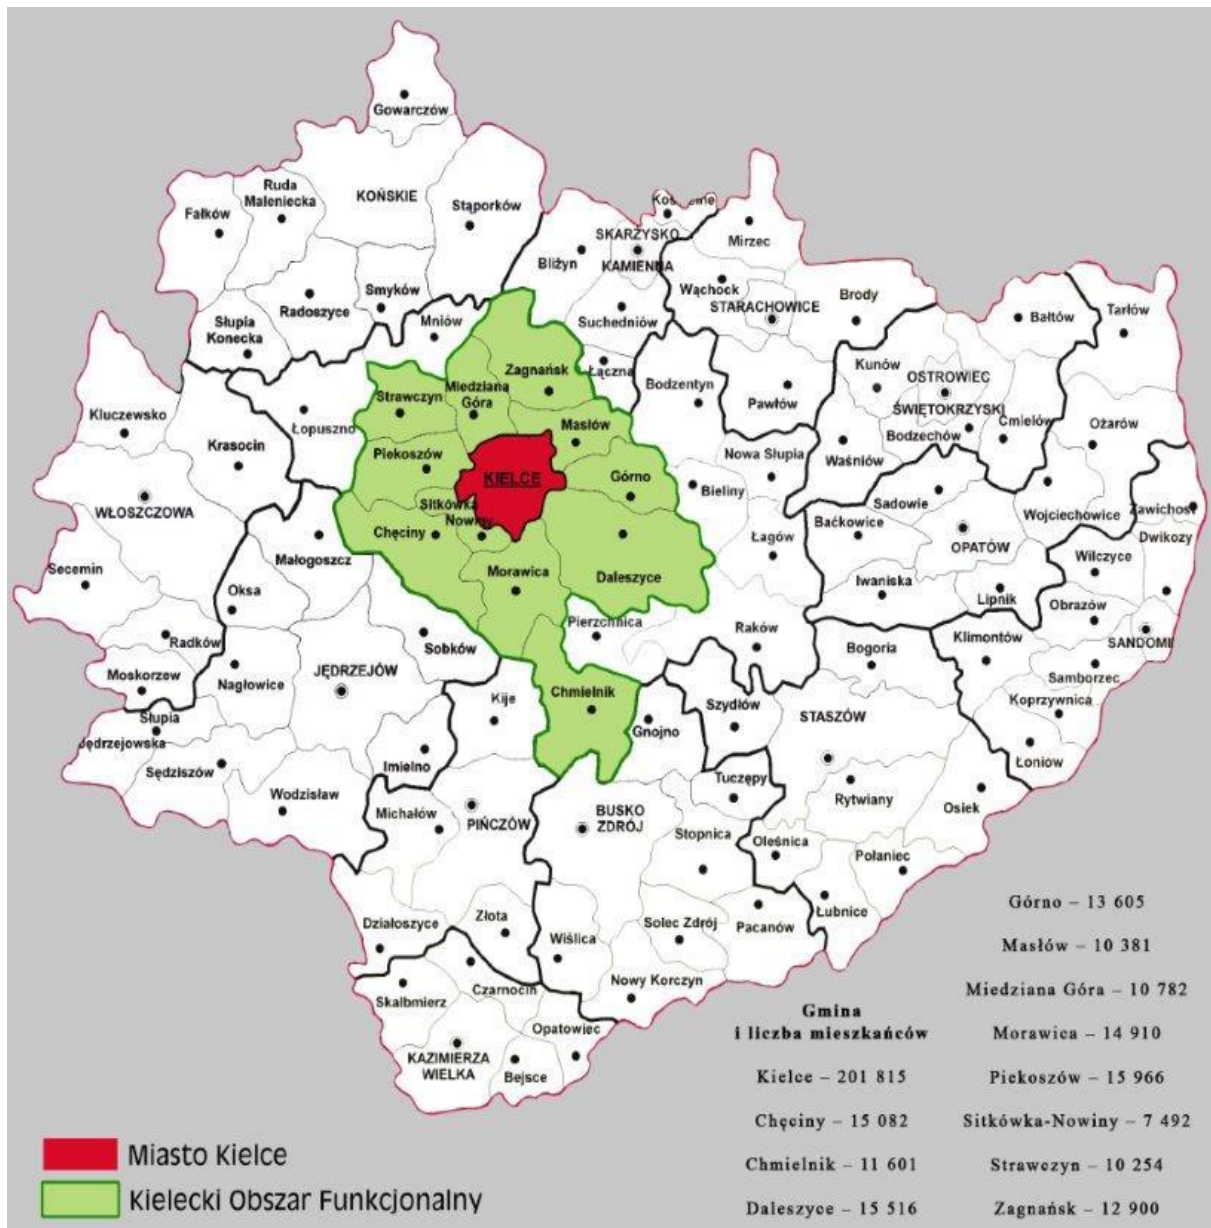 Gowarczów
Ruda
Maleniecka
KOŃSKIE
Fałków
Stąporków
SKARZYSKO
KAMIENNA
Mirzec
Bliżyn
Wąchock
STARACHOWICE
Brody
Smyków
Radoszyce
Słupia
Konecka
Mniów
Suchedniów
Bałtów
Tarłów
Łączna
Bodzentyn
Pawłów
Kunów
OSTROWIEC
ŚWIĘTOKRZYSKI
Bodzechów
Ćmielów
Ożarów
Zagnańsk
Miedziana
Góra
Strawczyn
Kluczewsko
Łopuszno
Krasocin
Masłów
Piekoszów
KIELCE
Górno
Nowa Słupia
Waśniów
Bieliny
Sadowie
Wojciechowice
Zawichost
WŁOSZCZOWA
Sitkówka
Nowiny
Chęciny
Łagów
Baćkowice
OPATÓW
Dwikozy
Wilczyce
Małogoszcz
Secemin
Oksa
Morawica
Daleszyce
Iwaniska
Lipnik
Obrazów
Radków
Pierzchnica
Raków
Klimontów
SANDOMI
Sobków
Bogoria
Moskorzew
Nagłowice
JĘDRZEJÓW
Samborzec
Koprzywnica
Chmielnik
Kije
Szydłów
STASZÓW
Gnojno
Słupia
Jędrzejowska
Łoniow
Sędziszów
Imielno
Tuczępy
Rytwiany
Osiek
Wodzisław
Michałów
PIŃCZÓW
BUSKO
ZDRÓJ
Stopnica
Oleśnica
Połaniec
Działoszyce
Złota
Wiślica
Solec Zdrój
Pacanów
Łubnice
Skalbmierz
Czarnocin
Nowy Korczyn
Opatowiec
KAZIMIERZA
WIELKA
Bejsce
Gmina
i liczba mieszkańców
Kielce – 201 815
Chęciny – 15 082
Chmielnik – 11 601
Daleszyce – 15 516
Górno – 13 605
Masłów – 10 381
Miedziana Góra – 10 782
Morawica – 14 910
Piekoszów – 15 966
Sitkówka-Nowiny – 7 492
Strawczyn – 10 254
Zagnańsk – 12 900
Miasto Kielce
Kielecki Obszar Funkcjonalny